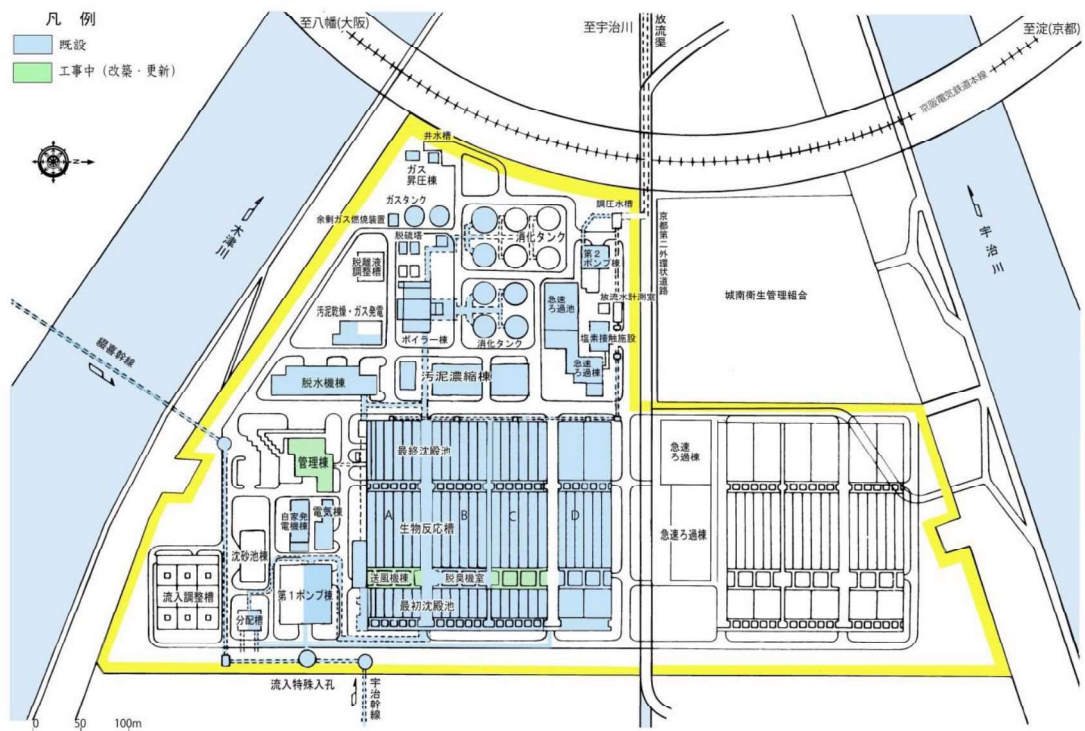 凡 例
既設
工事中（改築・更新）
至八幡(大阪)
至宇治川
放流渠
至淀(京都)
京阪電気鉄道本線
N
木津川
宇治川
井水槽
ガス
昇圧棟
ガスタンク
余剰ガス燃焼装置
脱硫塔
消化タンク
調圧水槽
第2
ポンプ棟
京都第二外環状道路
脱離液
調整槽
放流水計測室
城南衛生管理組合
汚泥乾燥・ガス発電
急速
ろ過池
ボイラー棟
消化タンク
塩素接触施設
綴喜幹線
急速
ろ過棟
脱水機棟
汚泥濃縮棟
管理棟
最終沈殿池
急速
ろ過棟
自家発
電機棟
電気棟
A
B
C
D
生物反応槽
急速ろ過棟
沈砂池棟
送風機棟
脱臭機室
流入調整槽
第1ポンプ棟
最初沈殿池
分配槽
流入特殊人孔
宇治幹線
0 50 100m